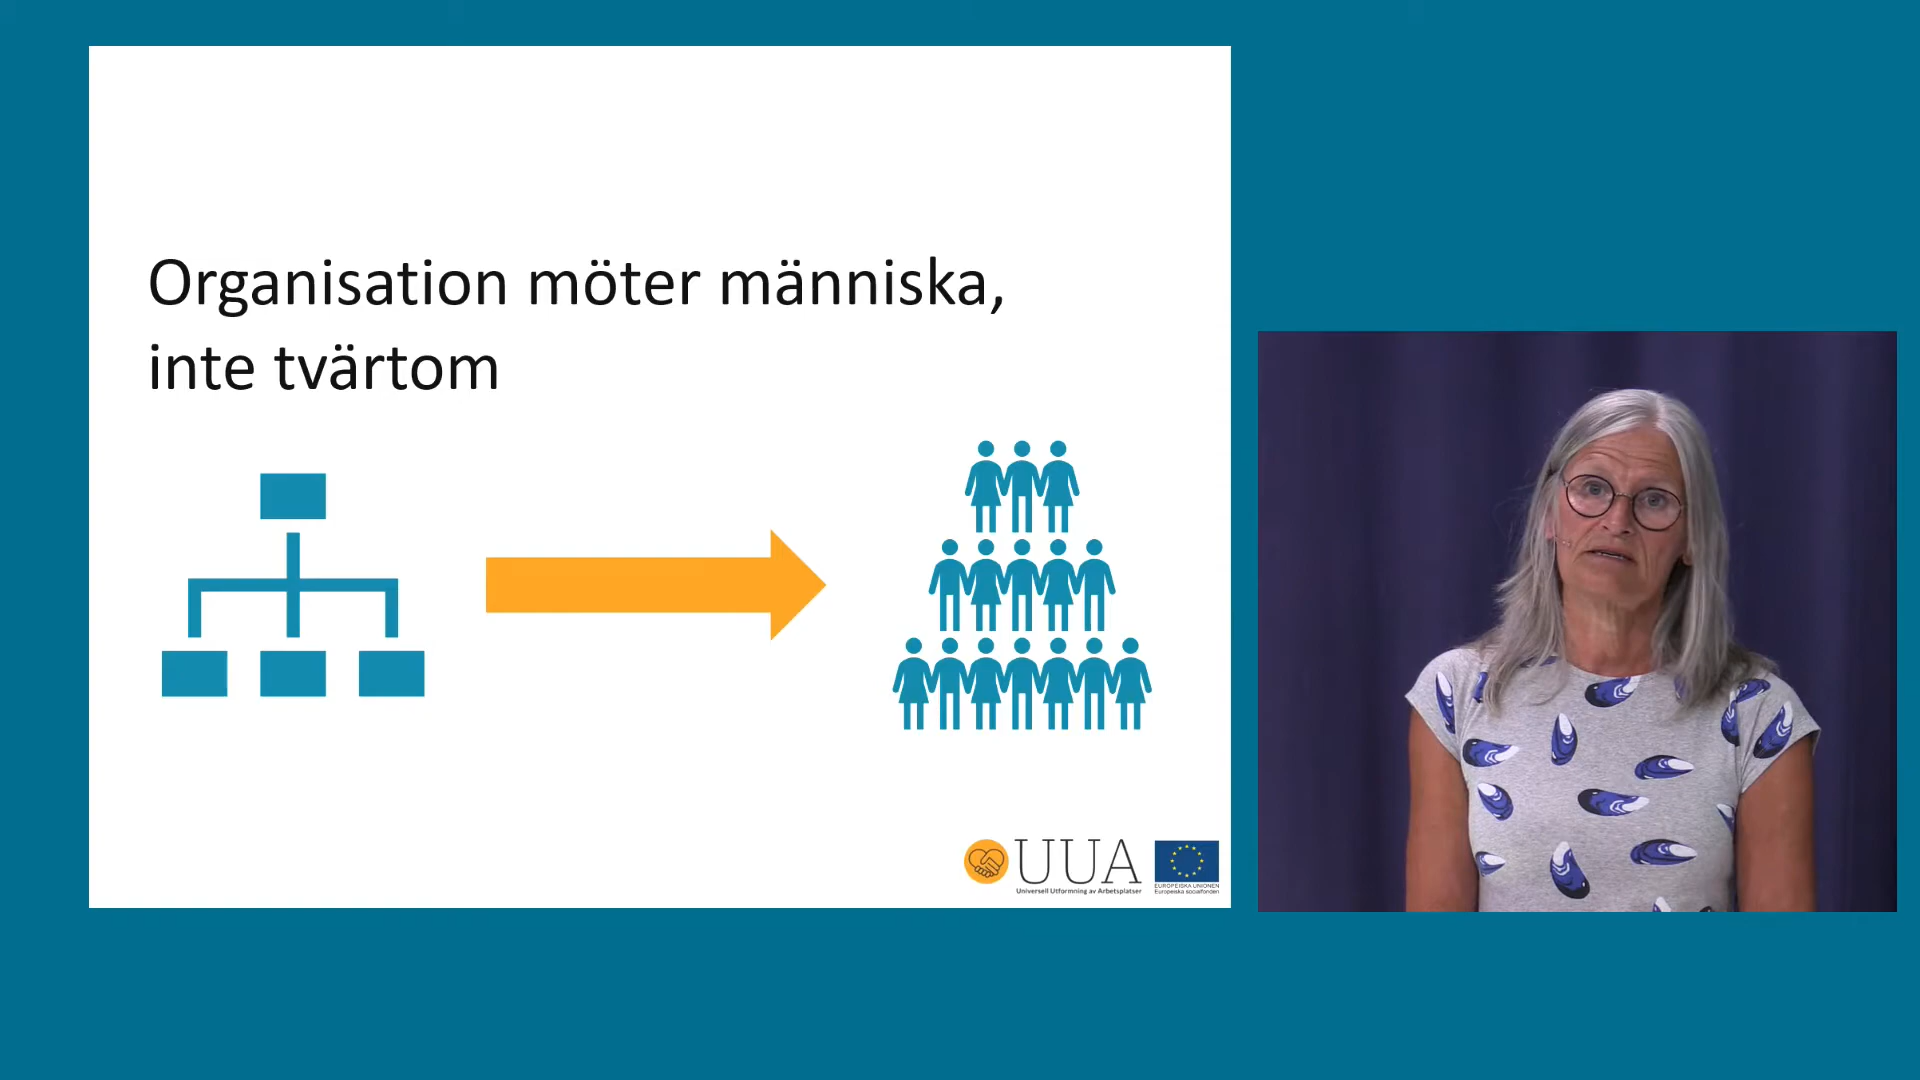 Organisation möter människa,
inte tvärtom
UUA
Universell Utformning av Arbetsplatser
EUROPEISKA UNIONEN
Europeiska socialfonden